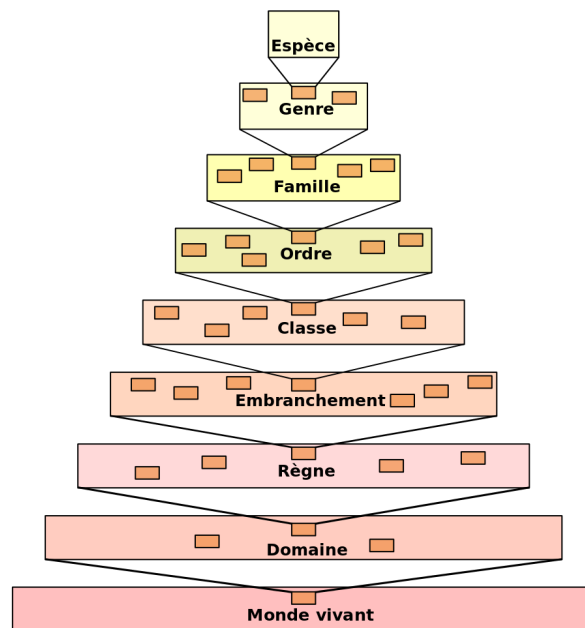 Espèce
Genre
Famille
Ordre
Classe
Embranchement
Règne
Domaine
Monde vivant